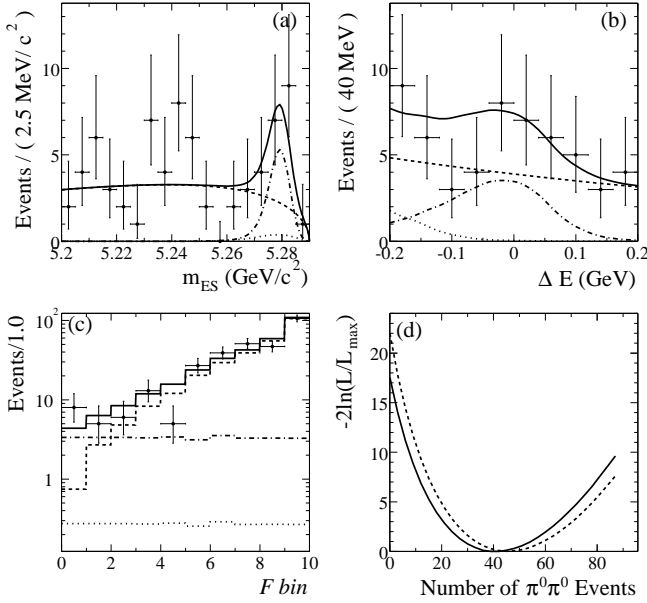 (a)
Events / ( 2.5 MeV/ c² )
0
5
10
5.2
5.22
5.24
5.26
5.28
m_ES (GeV/c²)
(b)
Events / ( 40 MeV )
0
5
10
-0.2
-0.1
0
0.1
0.2
Δ E (GeV)
(c)
Events/1.0
10²
10
1
0
2
4
6
8
10
F bin
(d)
-2ln(L/L_max)
0
5
10
15
20
0
20
40
60
80
Number of π⁰π⁰ Events